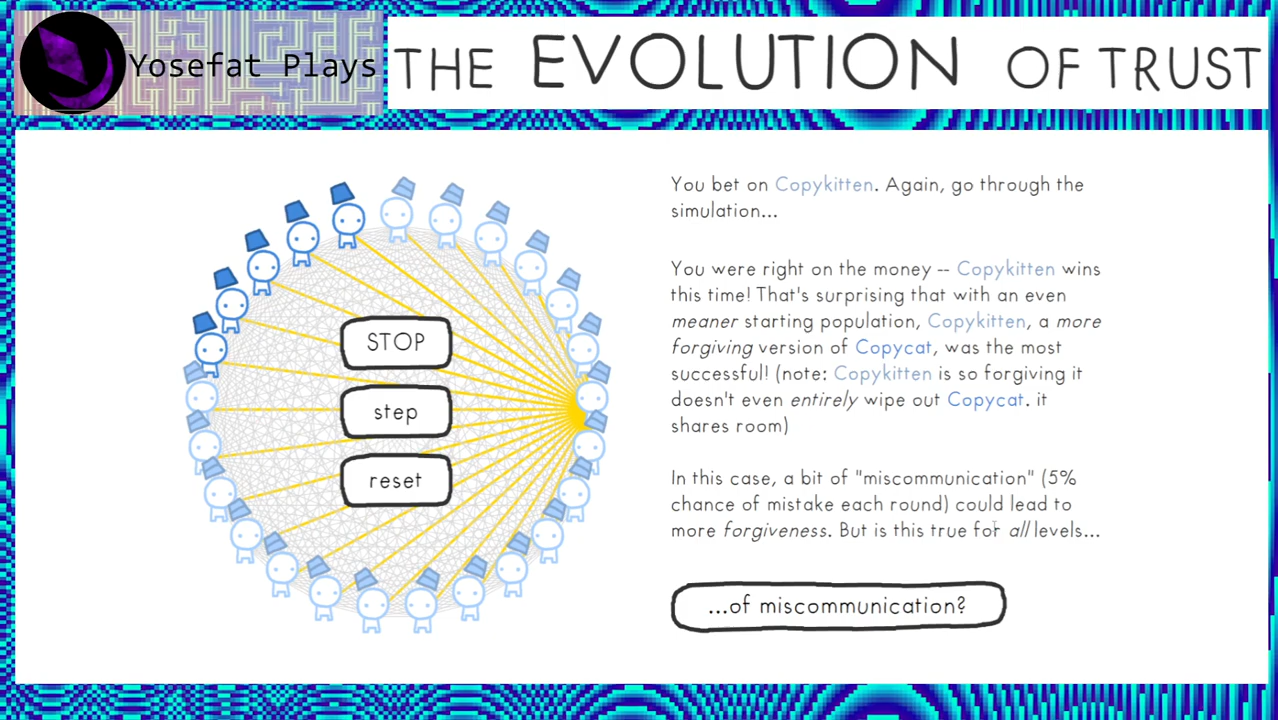 Yosefat Plays
THE EVOLUTION OF TRUST
You bet on Copykitten. Again, go through the
simulation...
You were right on the money -- Copykitten wins
this time! That's surprising that with an even
meaner starting population, Copykitten, a more
forgiving version of Copycat, was the most
successful! (note: Copykitten is so forgiving it
doesn't even entirely wipe out Copycat. it
shares room)
In this case, a bit of "miscommunication" (5%
chance of mistake each round) could lead to
more forgiveness. But is this true for all levels...
...of miscommunication?
STOP
step
reset